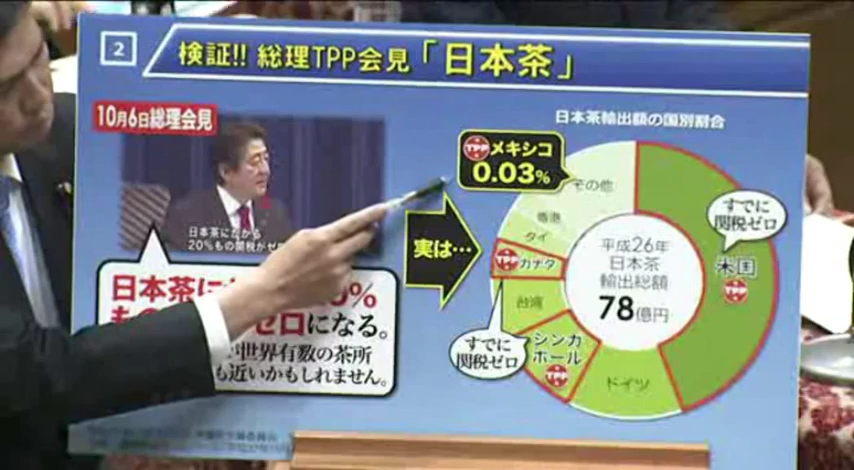 2
検証!! 総理TPP会見「日本茶」
10月6日総理会見
日本茶にかかる
20%もの関税がゼロ
日本茶に
%
ゼロになる。
世界有数の茶所
も近いかもしれません。
実は…
日本茶輸出額の国別割合
TPP メキシコ
0.03%
その他
香港
タイ
TPP カナダ
台湾
すでに
関税ゼロ
シンガ
ポール
TPP
ドイツ
すでに
関税ゼロ
米国
TPP
平成26年
日本茶
輸出総額
78億円